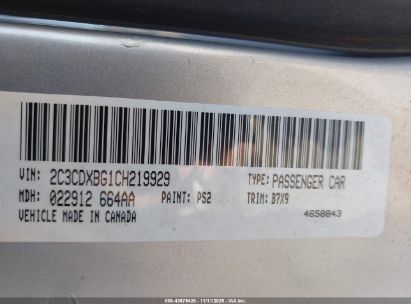 VIN: 2C3CDXBG1CH219929 TYPE: PASSENGER CAR
MDH: 022912 664AA PAINT: PS2 TRIM: B7X9
VEHICLE MADE IN CANADA 4658843